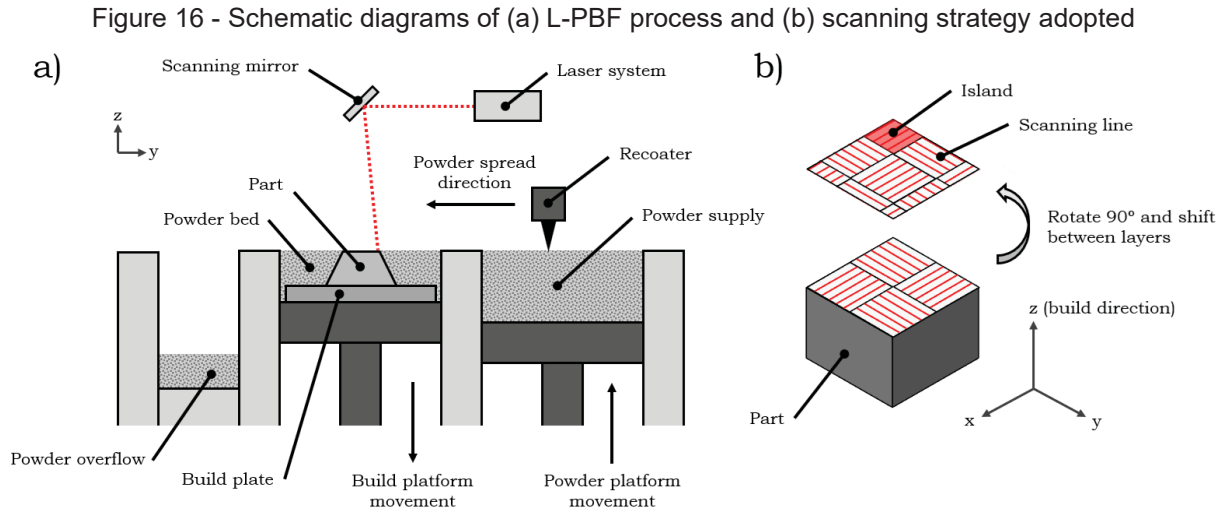 Figure 16 - Schematic diagrams of (a) L-PBF process and (b) scanning strategy adopted
a)
Scanning mirror
Laser system
z
y
Powder spread
direction
Recoater
Part
Powder bed
Powder supply
Powder overflow
Build plate
Build platform
movement
Powder platform
movement
b)
Island
Scanning line
Rotate 90° and shift
between layers
z (build direction)
Part
x
y